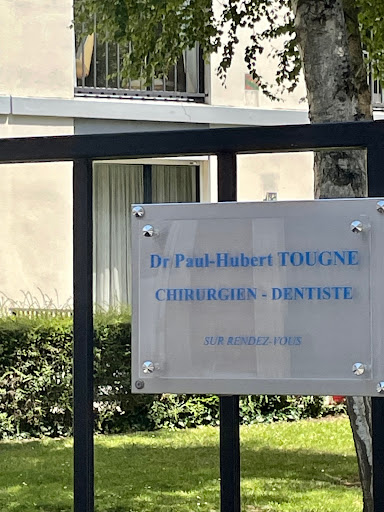 Dr Paul-Hubert TOUGNE
CHIRURGIEN - DENTISTE
SUR RENDEZ-VOUS